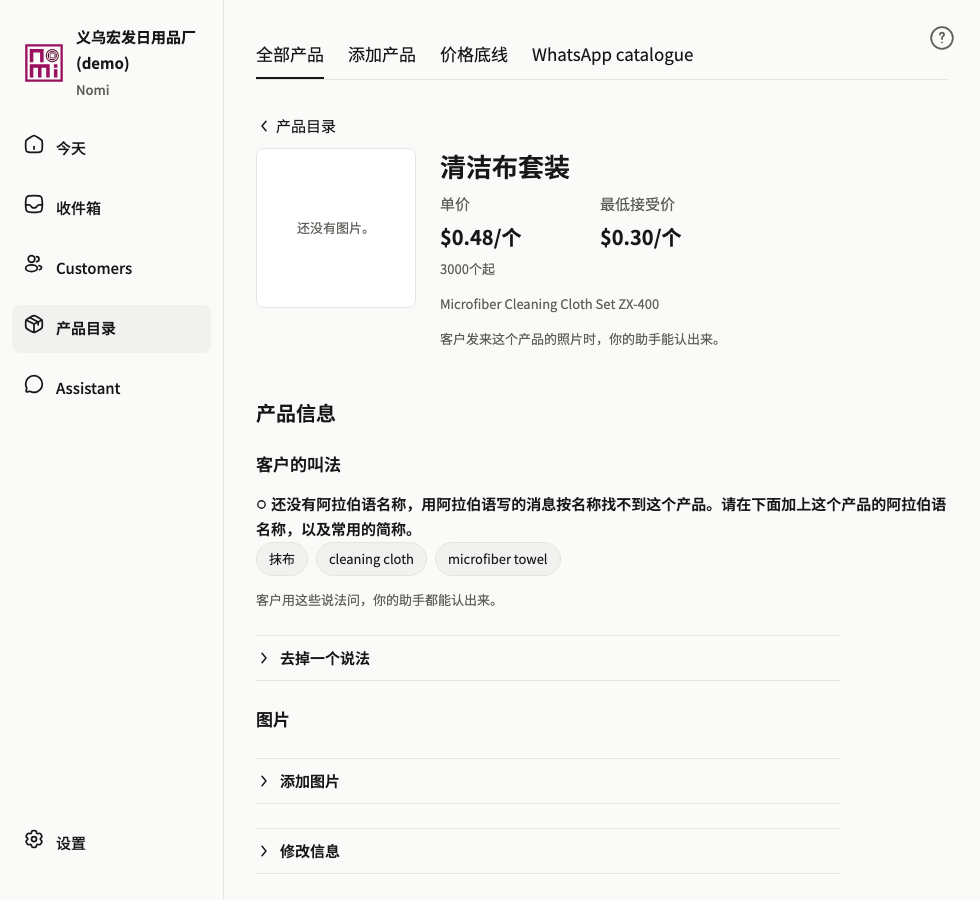 义乌宏发日用品厂
(demo)
Nomi
今天
收件箱
Customers
产品目录
Assistant
设置
全部产品
添加产品
价格底线
WhatsApp catalogue
?
产品目录
还没有图片。
清洁布套装
单价
最低接受价
$0.48/个
$0.30/个
3000个起
Microfiber Cleaning Cloth Set ZX-400
客户发来这个产品的照片时，你的助手能认出来。
产品信息
客户的叫法
还没有阿拉伯语名称，用阿拉伯语写的消息按名称找不到这个产品。请在下面加上这个产品的阿拉伯语
名称，以及常用的简称。
抹布
cleaning cloth
microfiber towel
客户用这些说法问，你的助手都能认出来。
去掉一个说法
图片
添加图片
修改信息